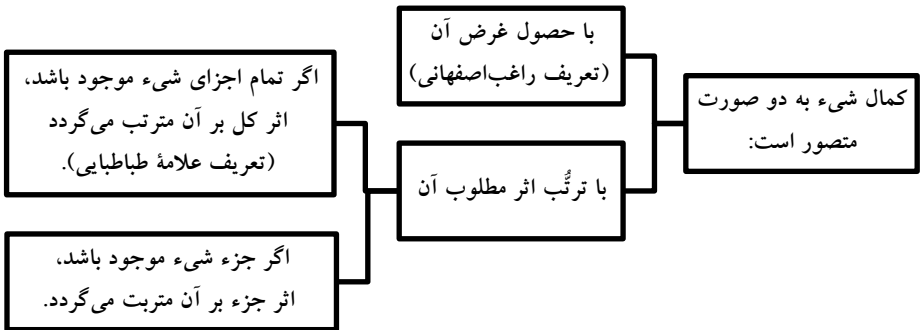 کمال شیء به دو صورت
متصور است:
با حصول غرض آن
(تعریف راغب‌اصفهانی)
با ترتُّب اثر مطلوب آن
اگر تمام اجزای شیء موجود باشد،
اثر کل بر آن مترتب می‌گردد
(تعریف علامۀ طباطبایی).
اگر جزء شیء موجود باشد،
اثر جزء بر آن متربت می‌گردد.